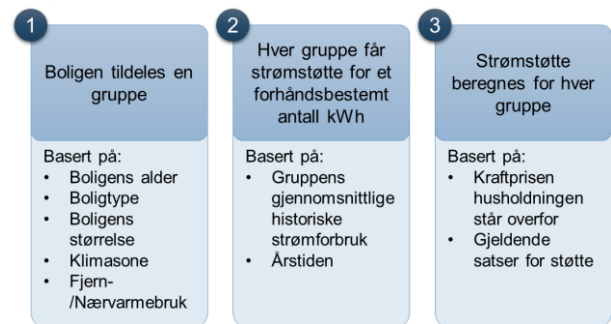 1
Boligen tildeles en
gruppe
Basert på:
• Boligens alder
• Boligtype
• Boligens
størrelse
• Klimasone
• Fjern-
/Nærvarmebruk
2
Hver gruppe får
strømstøtte for et
forhåndsbestemt
antall kWh
Basert på:
• Gruppens
gjennomsnittlige
historiske
strømforbruk
• Årstiden
3
Strømstøtte
beregnes for hver
gruppe
Basert på:
• Kraftprisen
husholdningen
står overfor
• Gjeldende
satser for støtte